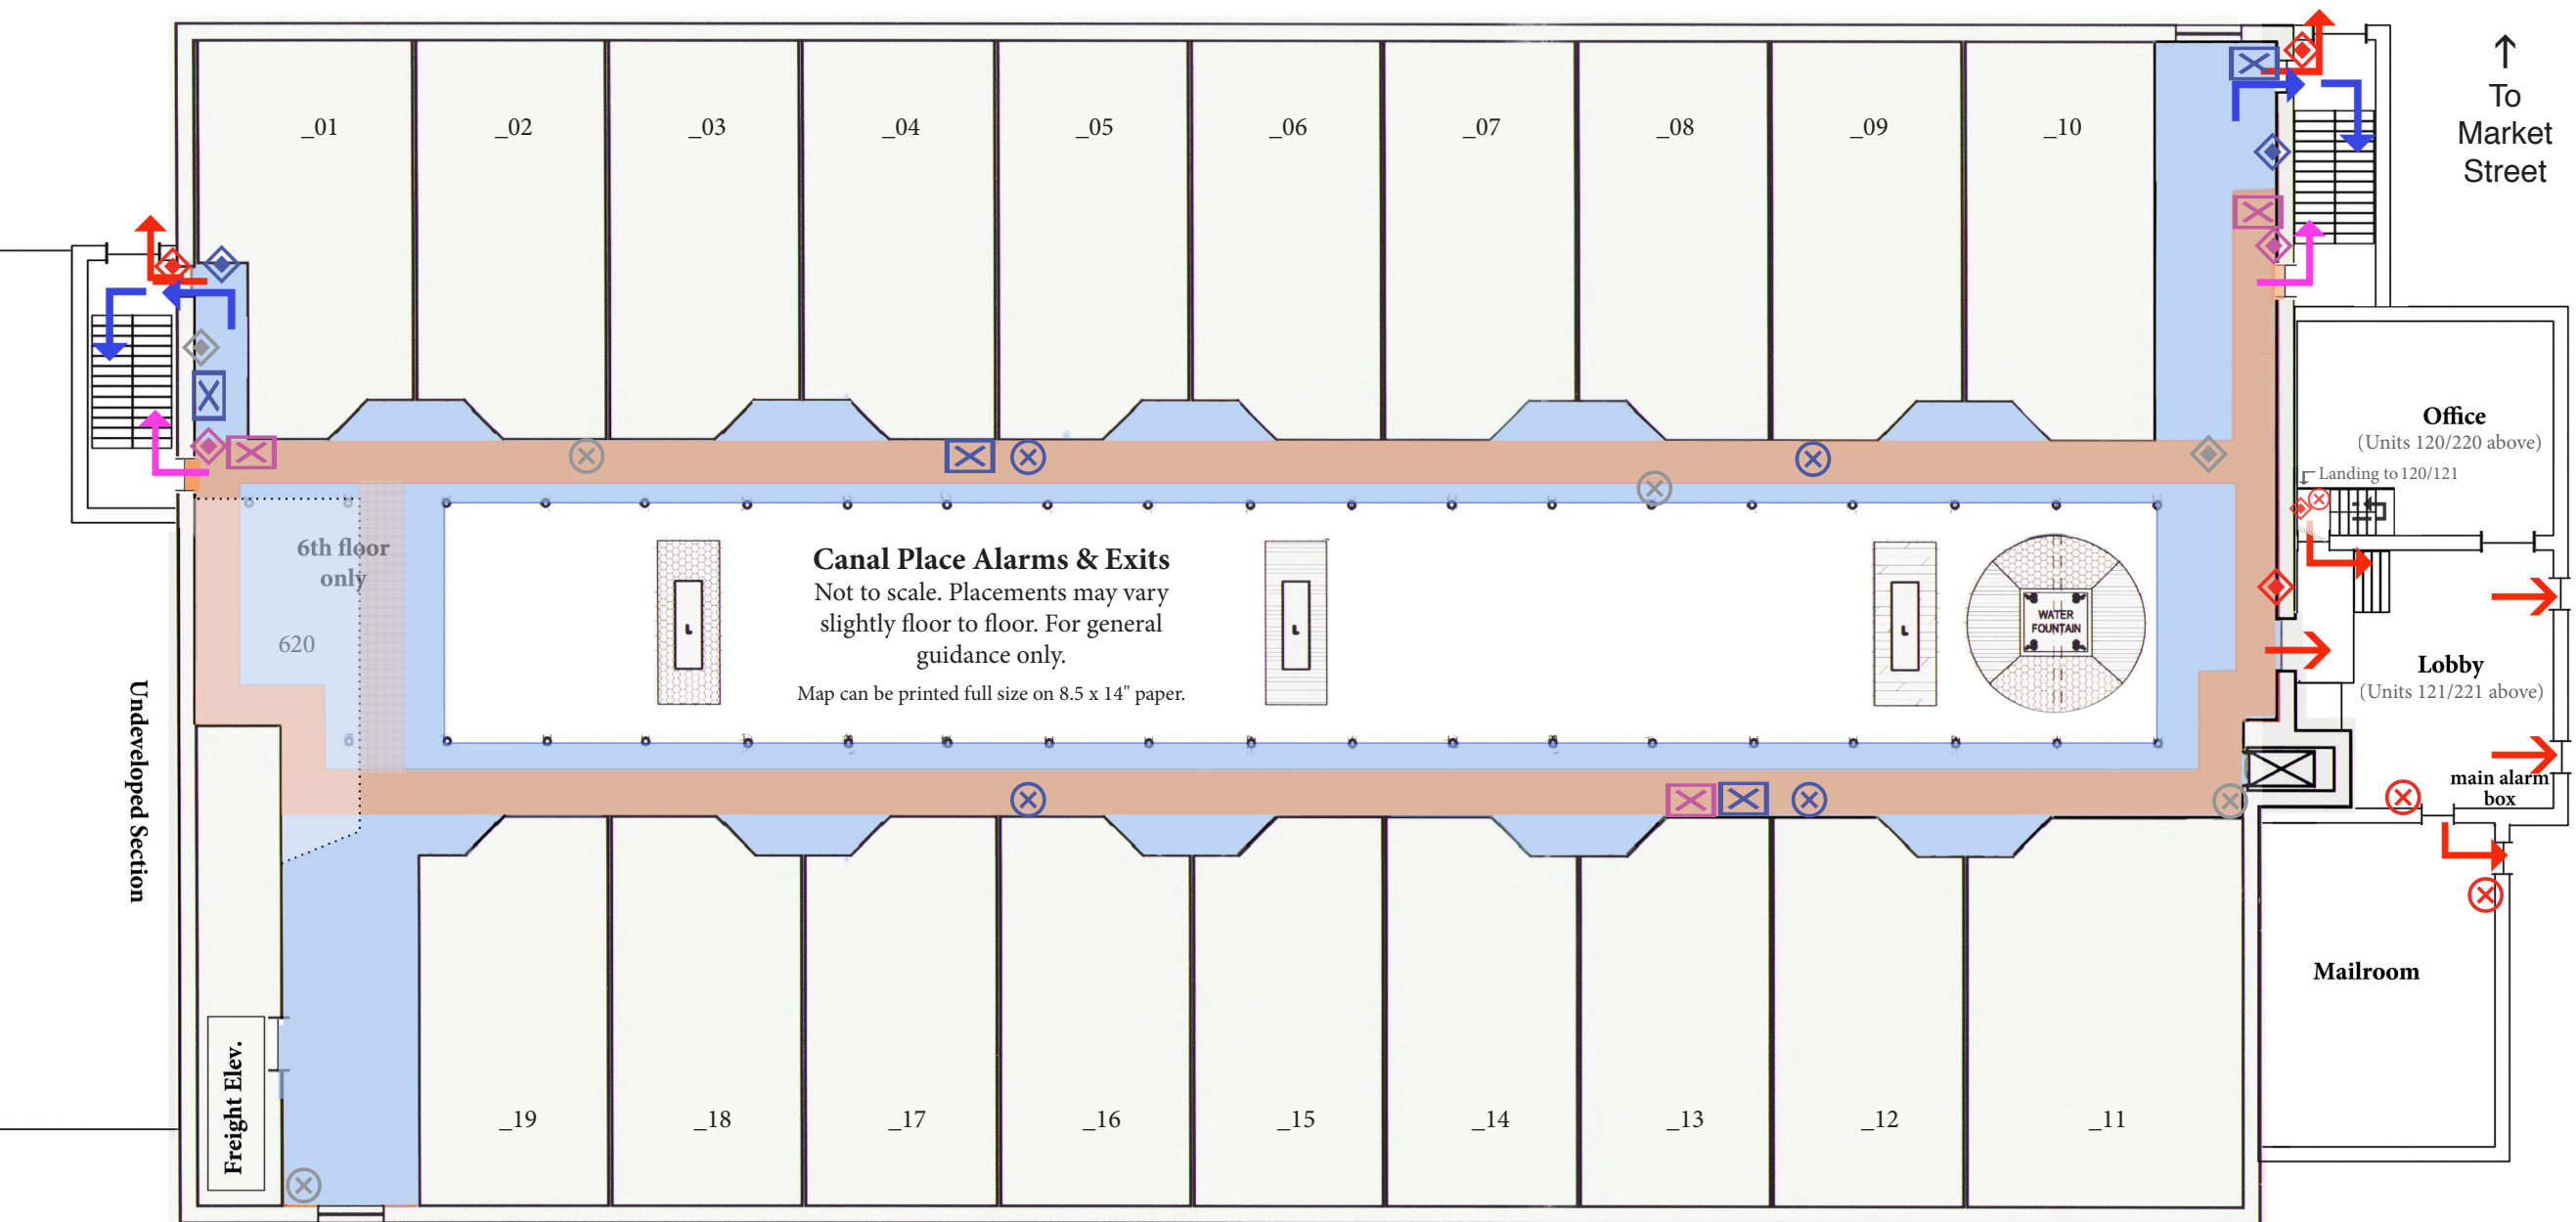 _01
_02
_03
_04
_05
_06
_07
_08
_09
_10
↑
To
Market
Street
Office
(Units 120/220 above)
Landing to 120/121
6th floor
only
620
Canal Place Alarms & Exits
Not to scale. Placements may vary
slightly floor to floor. For general
guidance only.
Map can be printed full size on 8.5 x 14" paper.
L
L
L
WATER
FOUNTAIN
Lobby
(Units 121/221 above)
main alarm
box
Undeveloped Section
Mailroom
Freight Elev.
_19
_18
_17
_16
_15
_14
_13
_12
_11